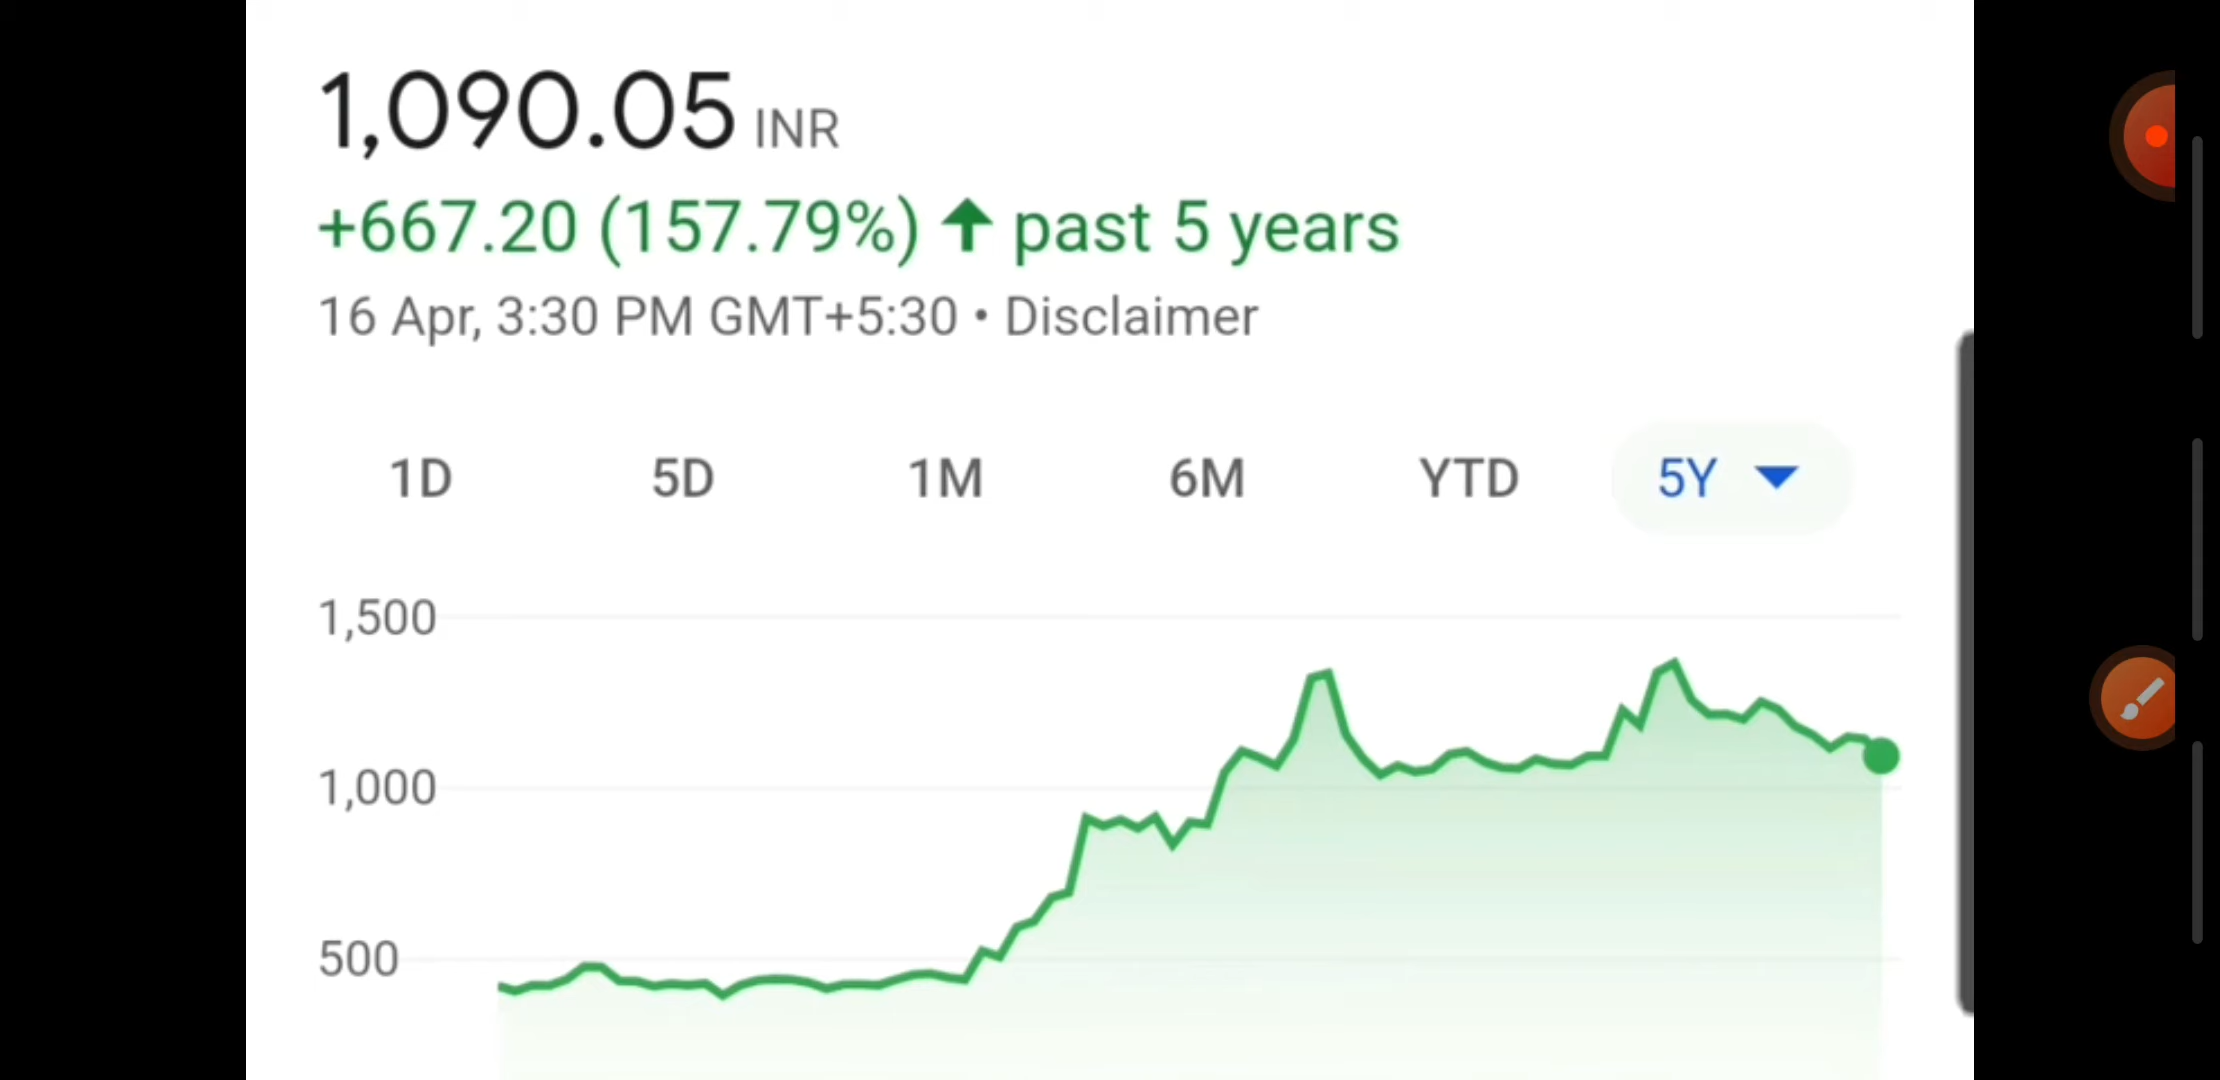 1,090.05 INR
+667.20 (157.79%) ↑ past 5 years
16 Apr, 3:30 PM GMT+5:30 • Disclaimer
1D 5D 1M 6M YTD 5Y
1,500
1,000
500